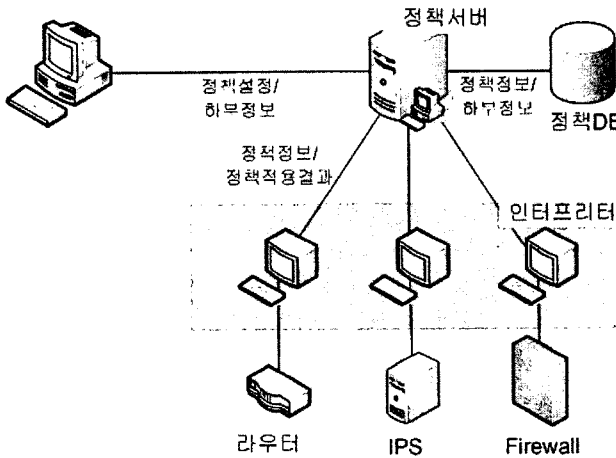 정책서버
정책설정/
하부정보
정책정보/
하부정보
정책DB
정책정보/
정책적용결과
인터프리터
라우터
IPS
Firewall